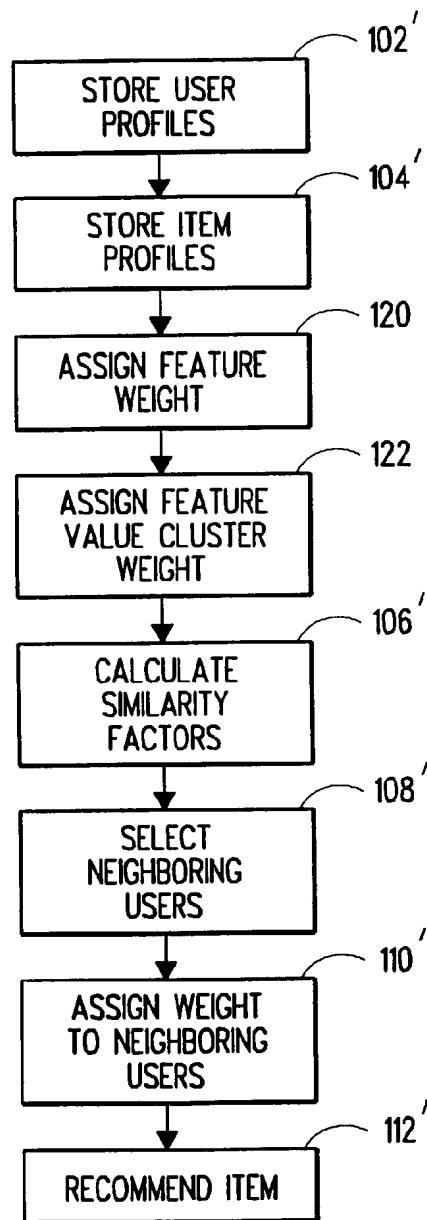 102'
STORE USER
PROFILES
104'
STORE ITEM
PROFILES
120
ASSIGN FEATURE
WEIGHT
122
ASSIGN FEATURE
VALUE CLUSTER
WEIGHT
106'
CALCULATE
SIMILARITY
FACTORS
108'
SELECT
NEIGHBORING
USERS
110'
ASSIGN WEIGHT
TO NEIGHBORING
USERS
112'
RECOMMEND ITEM